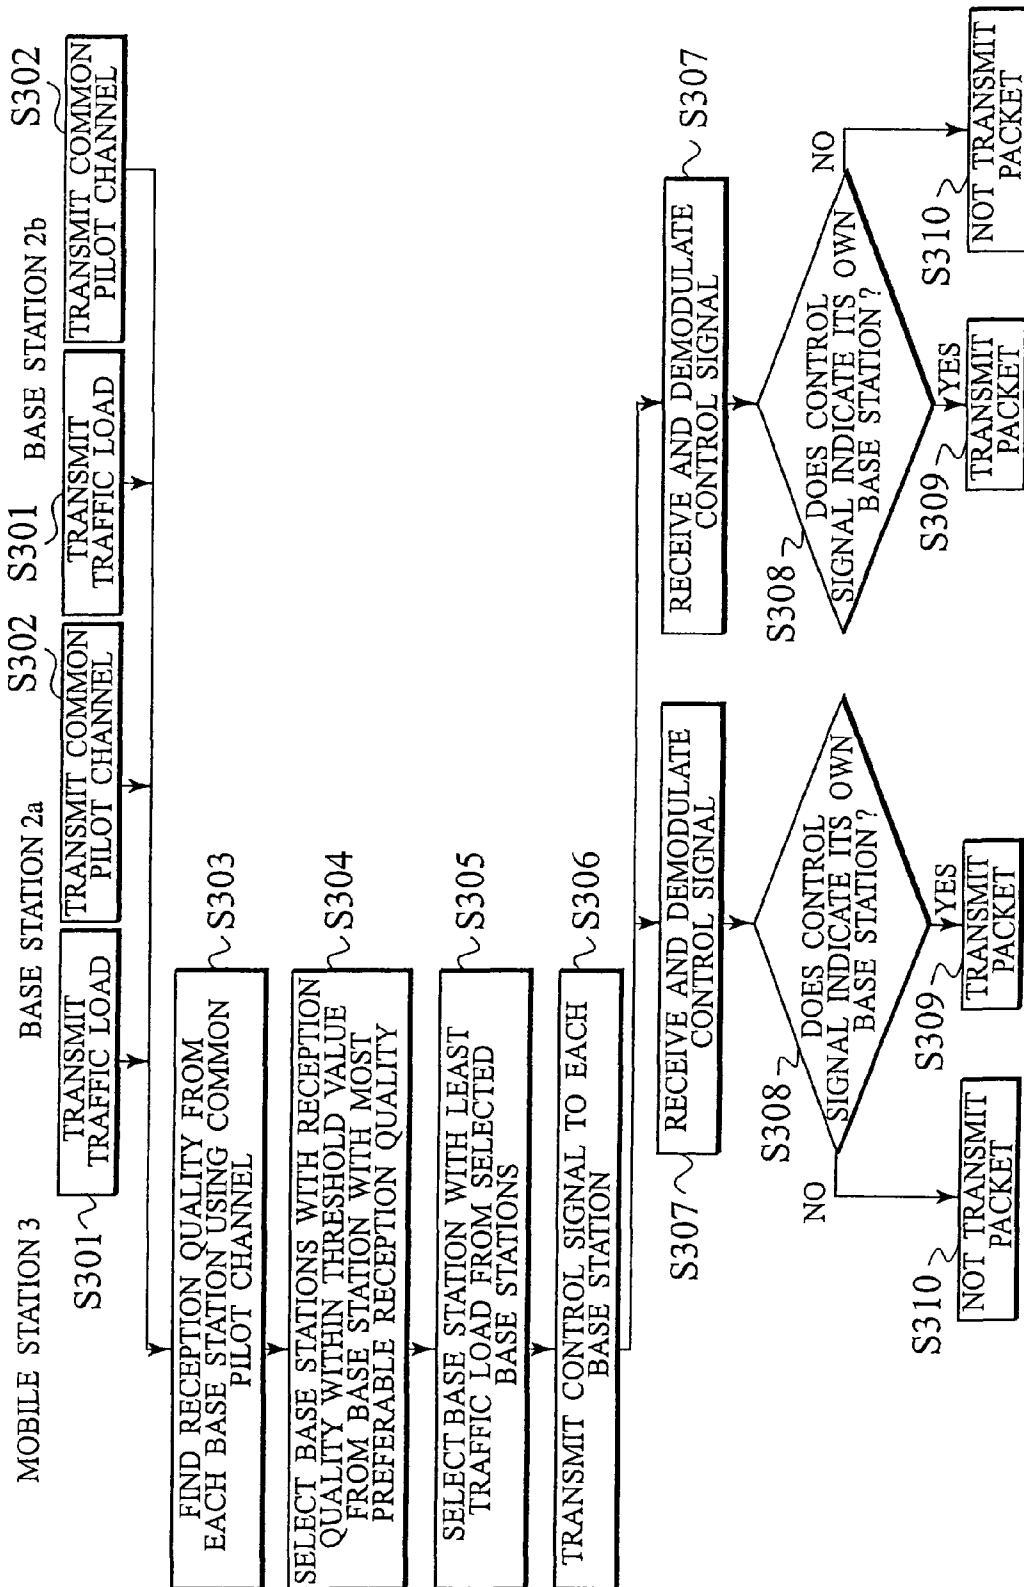 MOBILE STATION 3
BASE STATION 2a
BASE STATION 2b
S301
TRANSMIT
TRAFFIC LOAD
S302
TRANSMIT COMMON
PILOT CHANNEL
S301
TRANSMIT
TRAFFIC LOAD
S302
TRANSMIT COMMON
PILOT CHANNEL
FIND RECEPTION QUALITY FROM
EACH BASE STATION USING COMMON
PILOT CHANNEL
S303
SELECT BASE STATIONS WITH RECEPTION
QUALITY WITHIN THRESHOLD VALUE
FROM BASE STATION WITH MOST
PREFERABLE RECEPTION QUALITY
S304
SELECT BASE STATION WITH LEAST
TRAFFIC LOAD FROM SELECTED
BASE STATIONS
S305
TRANSMIT CONTROL SIGNAL TO EACH
BASE STATION
S306
S307
RECEIVE AND DEMODULATE
CONTROL SIGNAL
RECEIVE AND DEMODULATE
CONTROL SIGNAL
S307
S308
DOES CONTROL
SIGNAL INDICATE ITS OWN
BASE STATION?
NO
YES
S308
DOES CONTROL
SIGNAL INDICATE ITS OWN
BASE STATION?
YES
NO
S310
NOT TRANSMIT
PACKET
S309
TRANSMIT
PACKET
S309
TRANSMIT
PACKET
S310
NOT TRANSMIT
PACKET